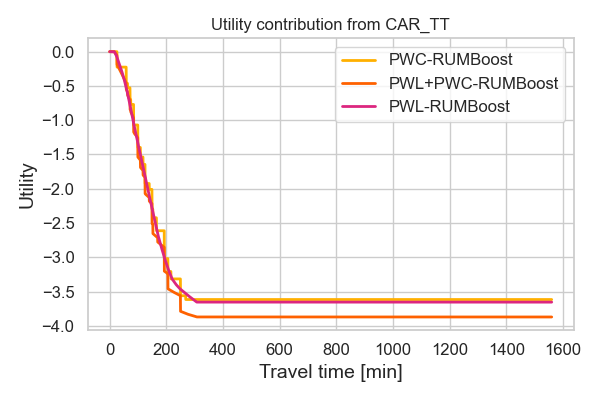 Utility contribution from CAR_TT
PWC-RUMBoost
PWL+PWC-RUMBoost
PWL-RUMBoost
Utility
0.0
−0.5
−1.0
−1.5
−2.0
−2.5
−3.0
−3.5
−4.0
0 200 400 600 800 1000 1200 1400 1600
Travel time [min]